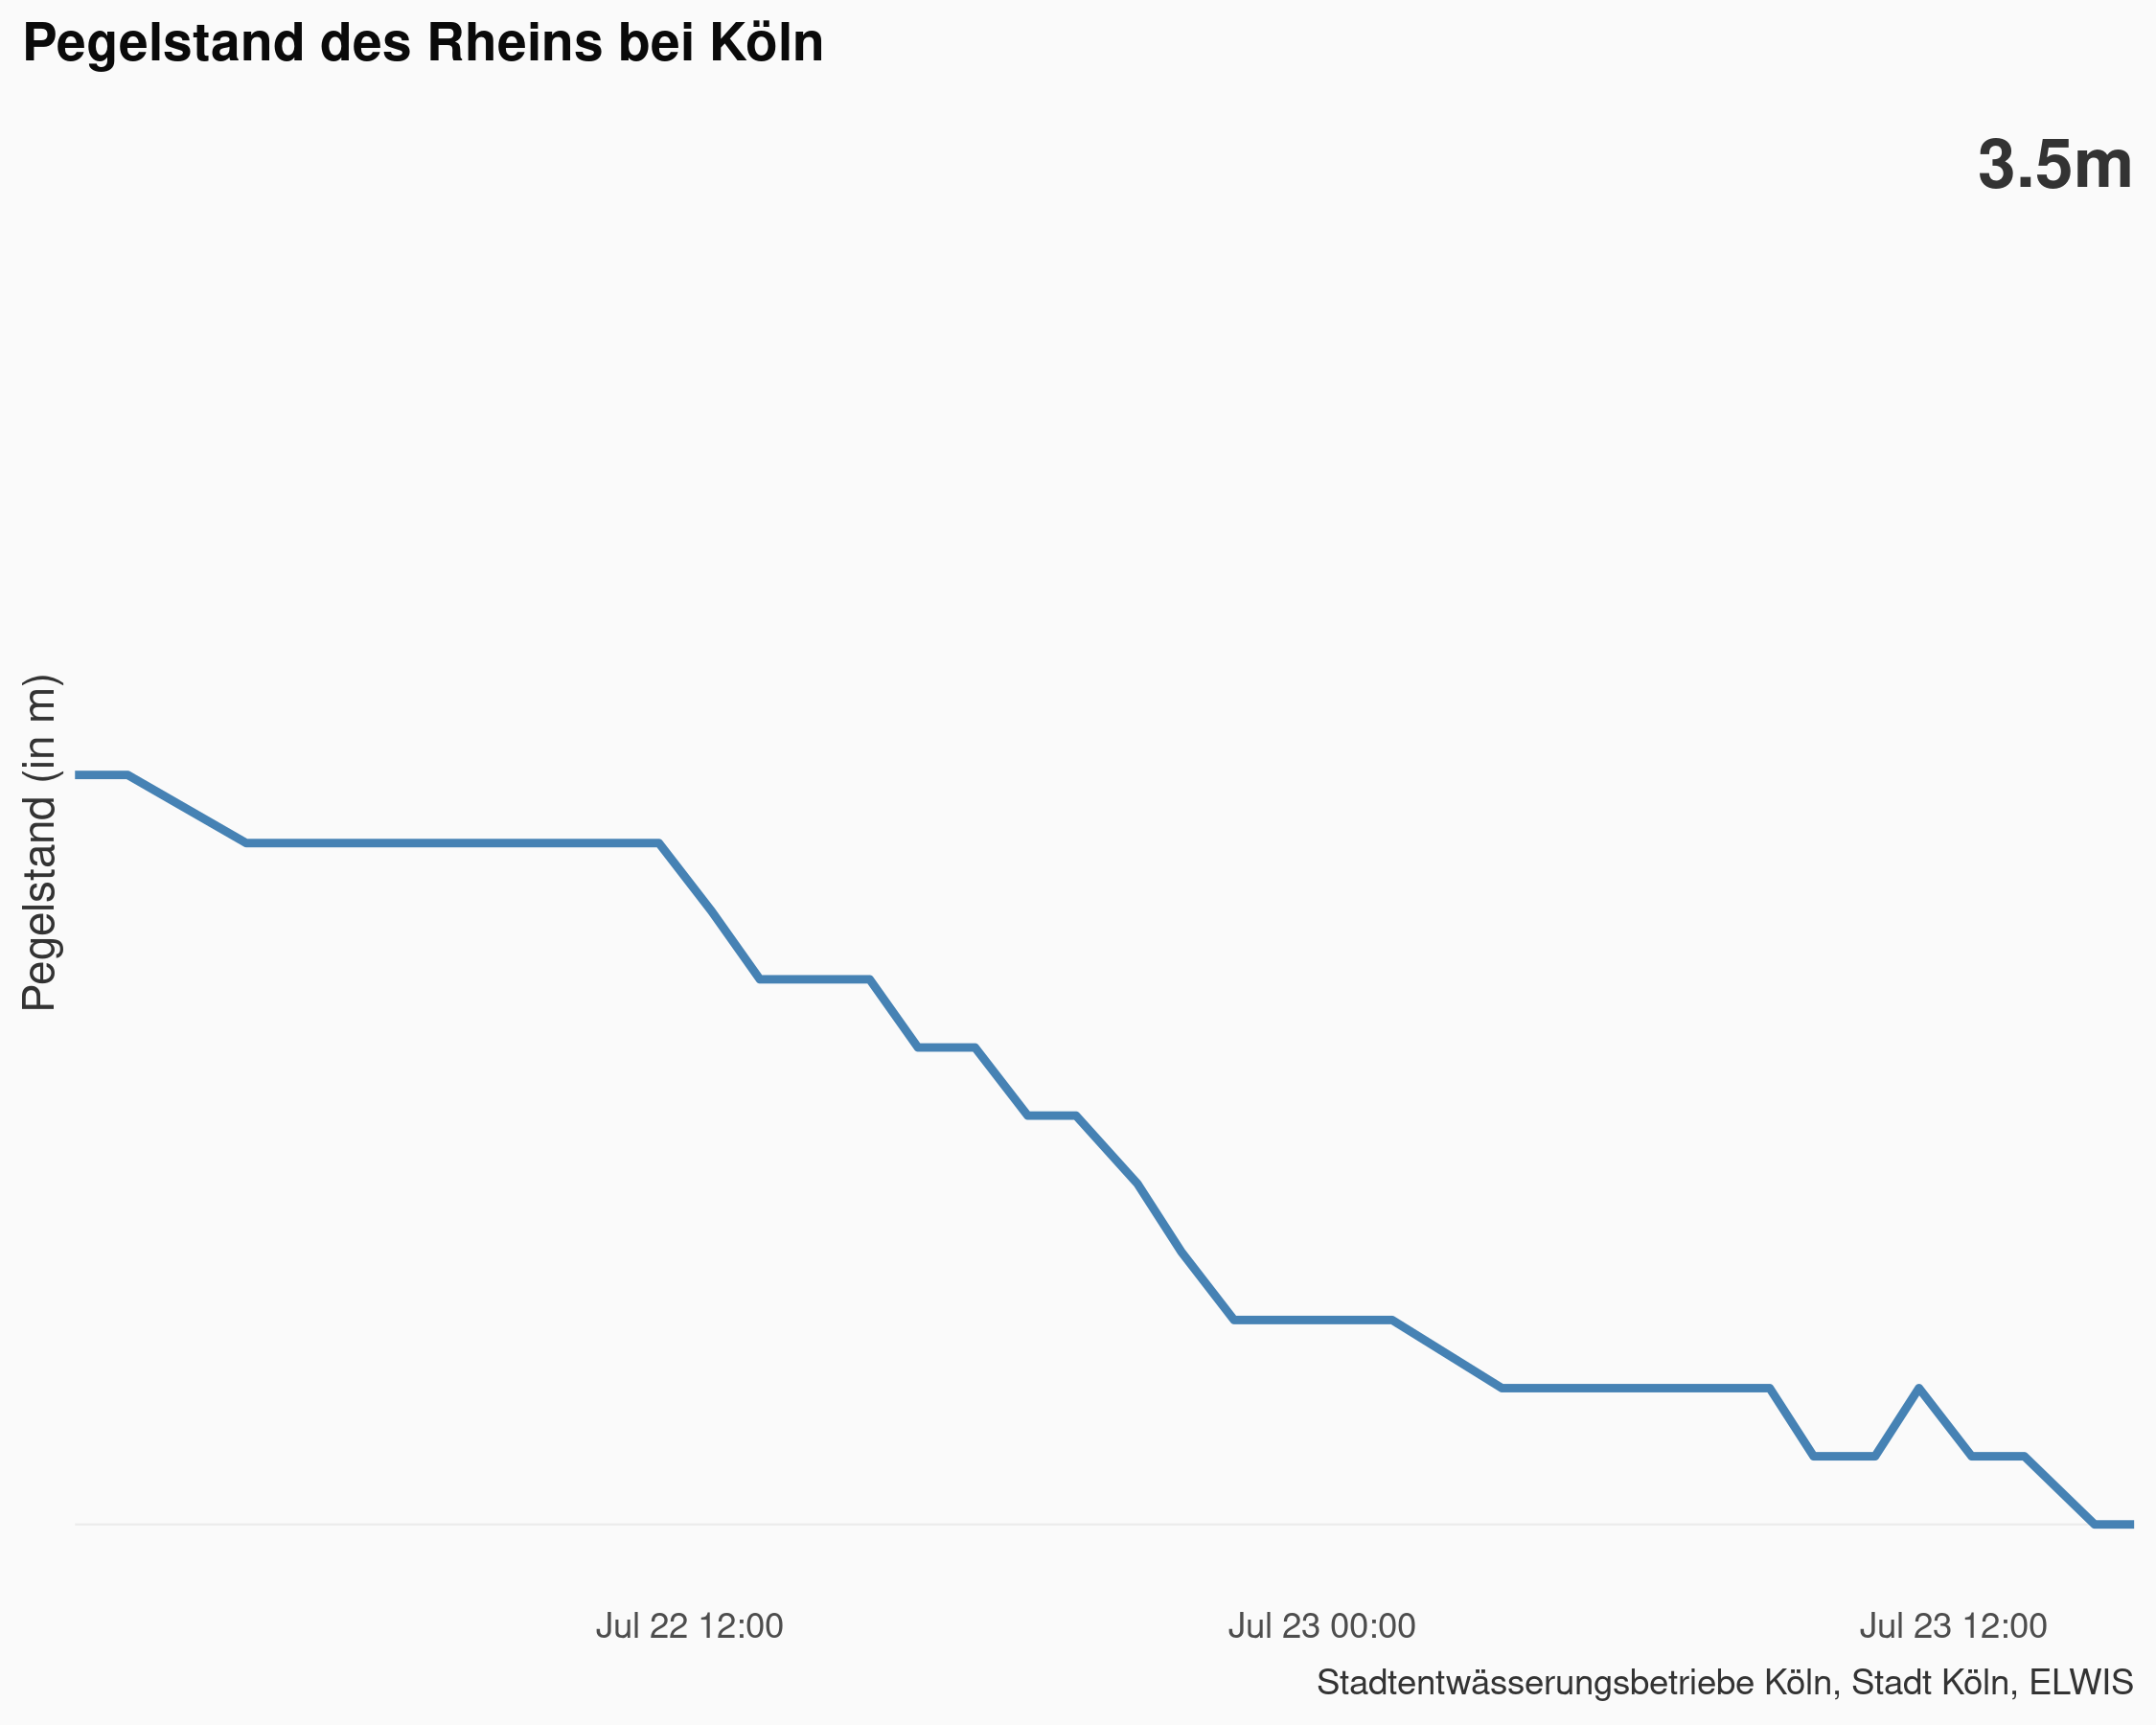 Pegelstand des Rheins bei Köln
3.5m
Pegelstand (in m)
Jul 22 12:00
Jul 23 00:00
Jul 23 12:00
Stadtentwässerungsbetriebe Köln, Stadt Köln, ELWIS